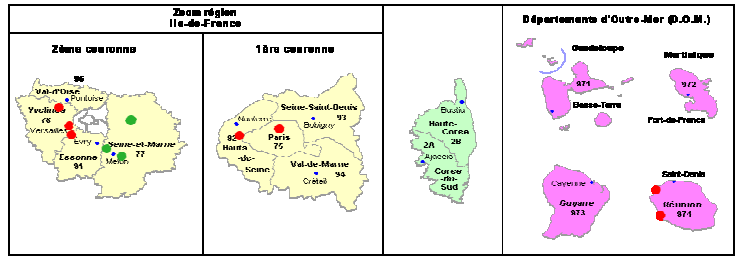 Zoom région
Ile-de-France
2ème couronne
95
Val-d'Oise
Pontoise
Yvelines
78
Versailles
Evry
Essonne
91
Seine-et-Marne
77
Melun
1ère couronne
Seine-Saint-Denis
93
Nanterre
Bobigny
92
Hauts
-de-
Seine
Paris
75
Val-de-Marne
94
Créteil
Bastia
Haute-
Corse
2B
2A
Ajaccio
Corse-
du-
Sud
Départements d'Outre-Mer (D.O.M.)
Guadeloupe
971
Basse-Terre
Martinique
972
Fort-de-France
Cayenne
Guyane
973
Saint-Denis
Réunion
974